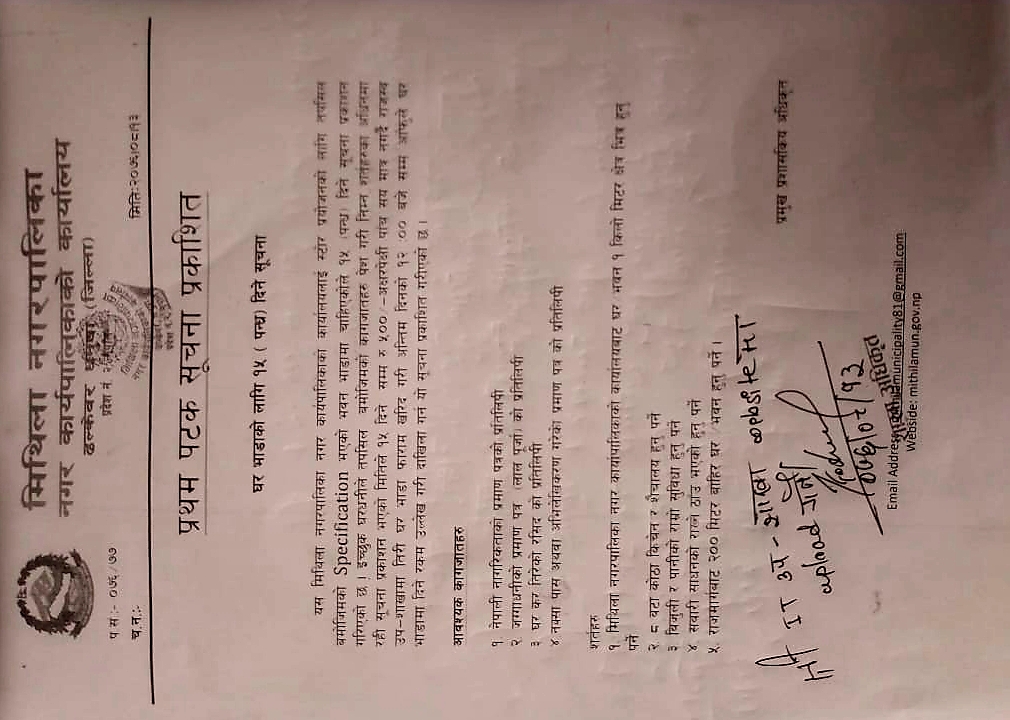 मिथिला नगरपालिका
नगर कार्यपालिकाको कार्यालय
ढल्केवर धनुषा (जिल्ला)
प्रदेश नं. २
प.सं:- ०७६/७७
च.न.:-
मिति:२०७६।०८।१३
प्रथम पटक सूचना प्रकाशित
घर भाडाको लागि १५ ( पन्ध्र) दिने सूचना
यस मिथिला नगरपालिका नगर कार्यपालिकाको कार्यालयलाई स्टोर प्रयोजनको लागि तपसिल
बमोजिमको Specification भएको भवन भाडामा चाहिएकोले १५ (पन्ध्र) दिने सूचना प्रकाशन
गरिएको छ । इच्छुक घरधनीले तपसिल बमोजिमको कागजातहरु पेश गरी निम्न शर्तहरुका अधिनमा
रही सूचना प्रकाशन भएको मितिले १५ दिने सम्म रु ५००/- अक्षरुपी पाँच सय मात्र नगदै राजस्व
उप-शाखामा तिरी घर भाडा फाराम खरिद गरी अन्तिम दिनको १२:०० बजे सम्म आफुले घर
भाडामा दिने रकम उल्लेख गरी दाखिला गर्न यो सूचना प्रकाशित गरीएको छ ।
आवश्यक कागजातहरु
१. नेपाली नागरिकताको प्रमाण पत्रको प्रतिलिपी
२. जग्गाधनीको प्रमाण पत्र (लाल पूर्जा) को प्रतिलिपी
३ घर कर तिरेको रसिद को प्रतिलिपी
४ नक्सा पास अथवा अभिलेखिकरण गरेको प्रमाण पत्र को प्रतिलिपी
शर्तहरु
१ मिथिला नगरपालिका नगर कार्यपालिकाको कार्यालयबाट घर भवन १ किलो मिटर क्षेत्र भित्र हुनु
पर्ने
२. ८ वटा कोठा किचेन र शैचालय हुनु पर्ने
३ बिजुली र पानीको राम्रो सुविधा हुनु पर्ने
४ सवारी साधनको राख्ने ठाँउ भएको हुनु पर्ने
५ राजमार्गबाट २०० मिटर बाहिर घर भवन हुनु पर्ने ।
प्रमुख प्रशासकिय अधिकृत
IT उप-शाखा website मा
upload गर्ने
२०७६/०८/१३
अधिकृत
Email Address: mithilamunicipality81@gmail.com
Webside: mithilamun.gov.np